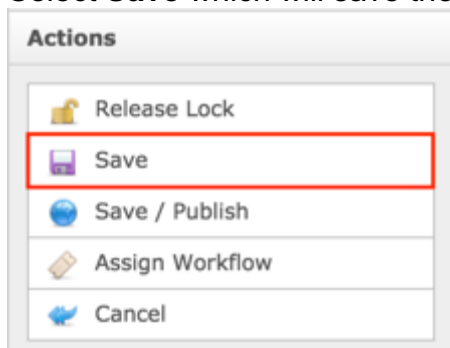 Actions
Release Lock
Save
Save / Publish
Assign Workflow
Cancel